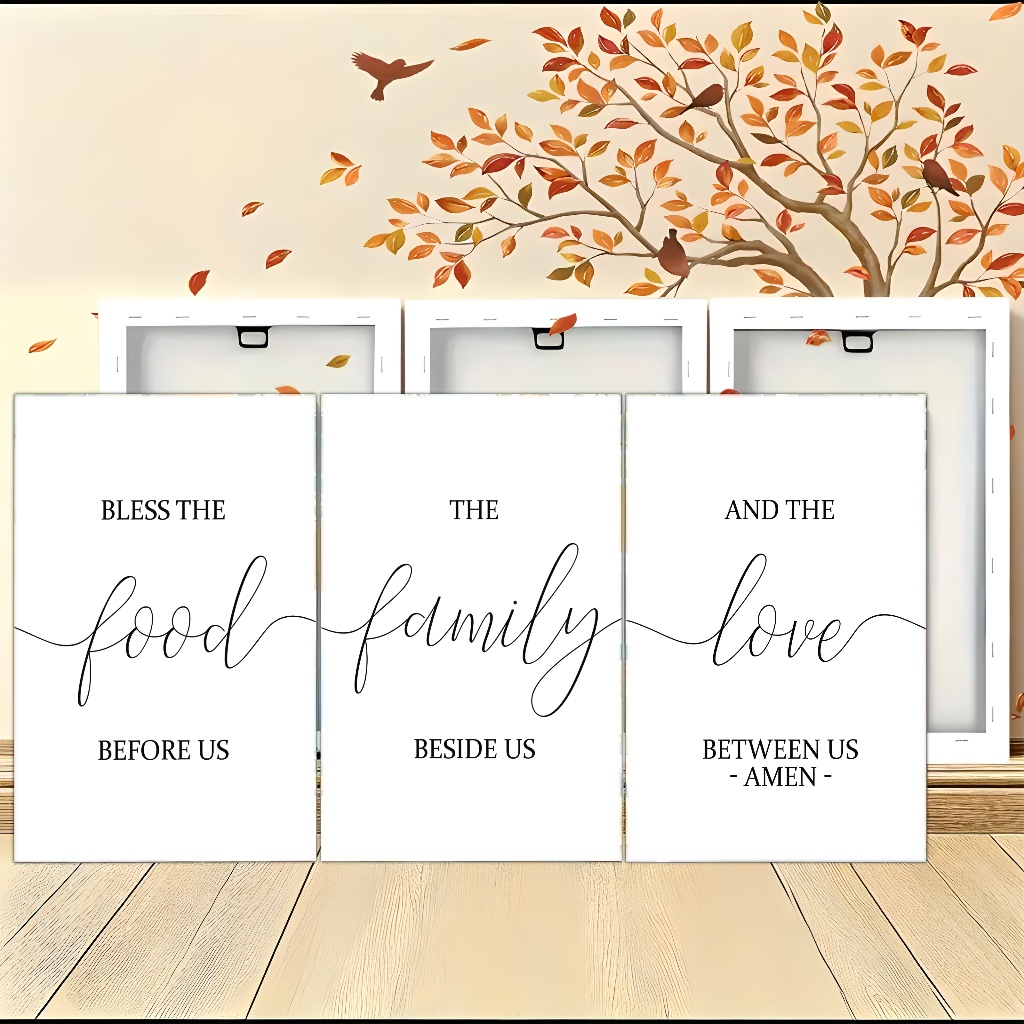 BLESS THE
food
BEFORE US
THE
family
BESIDE US
AND THE
love
BETWEEN US
- AMEN -